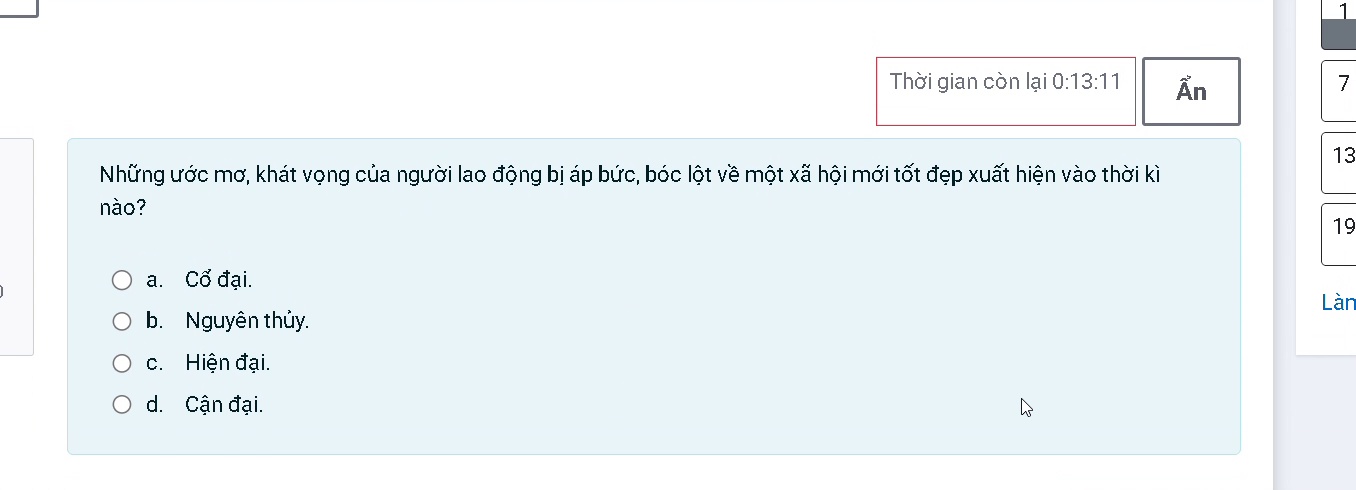 1
Thời gian còn lại 0:13:11
Ẩn
7
Những ước mơ, khát vọng của người lao động bị áp bức, bóc lột về một xã hội mới tốt đẹp xuất hiện vào thời kì
nào?
13
19
a. Cổ đại.
b. Nguyên thủy.
Làm
c. Hiện đại.
d. Cận đại.